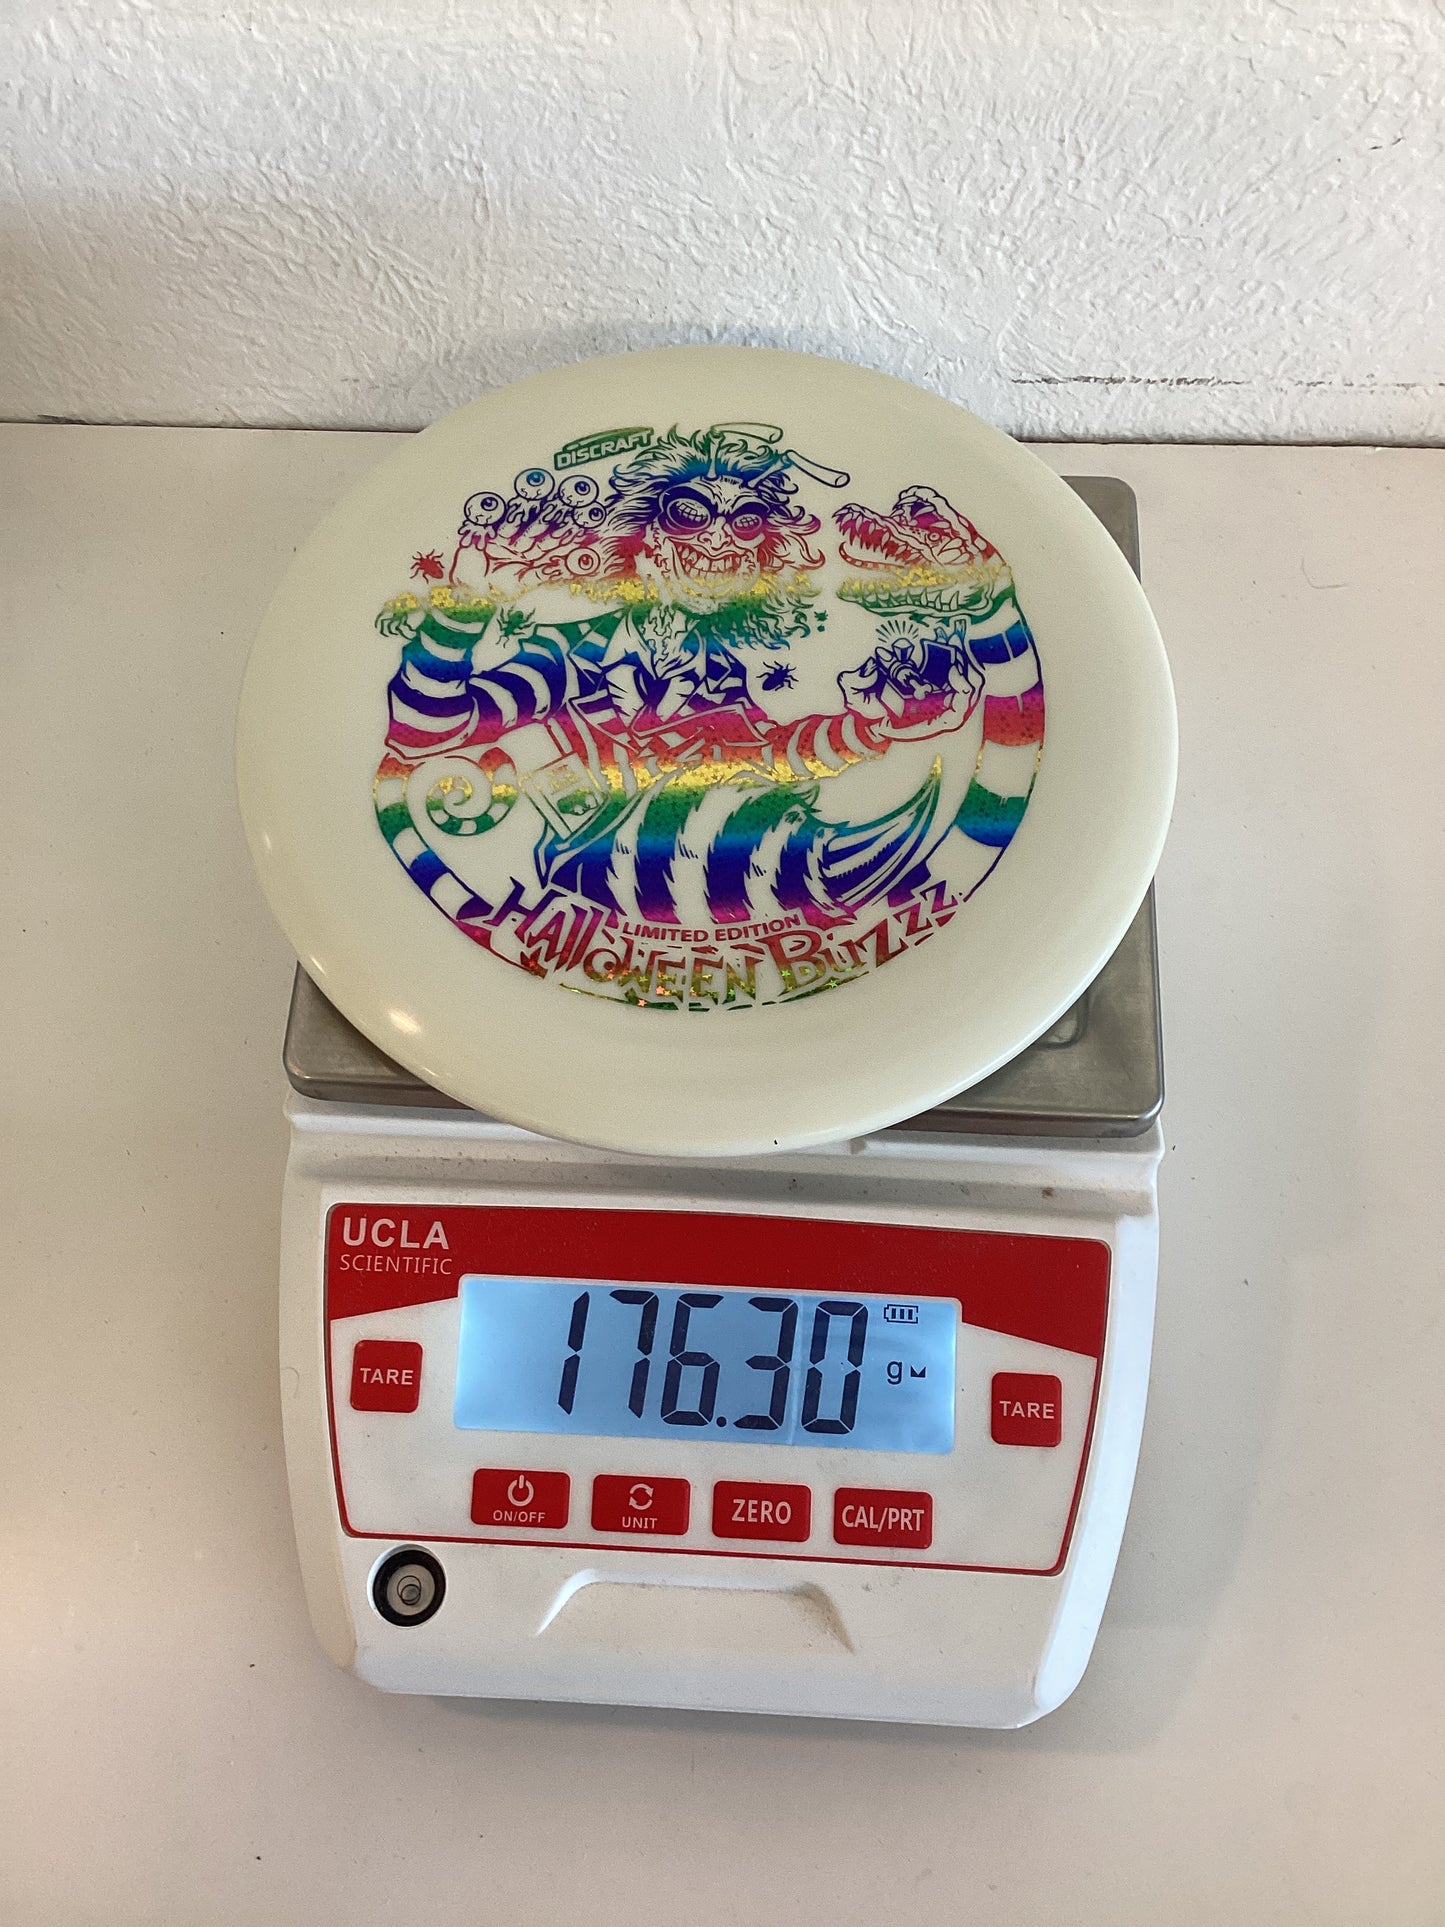 DISCRAFT
LIMITED EDITION
HALLOWEEN BUZZZ
UCLA
SCIENTIFIC
176.30
g
TARE
TARE
ON/OFF
UNIT
ZERO
CAL/PRT